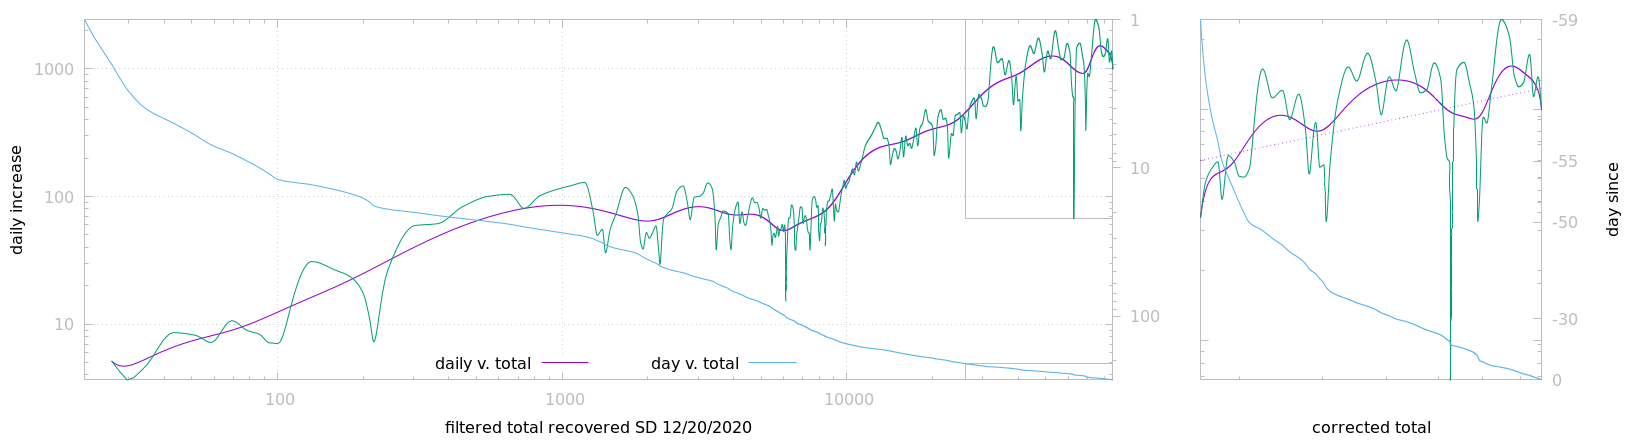 daily increase
1000
100
10
daily v. total
day v. total
100
1000
10000
filtered total recovered SD 12/20/2020
1
10
100
-59
-55
-50
-30
0
day since
corrected total